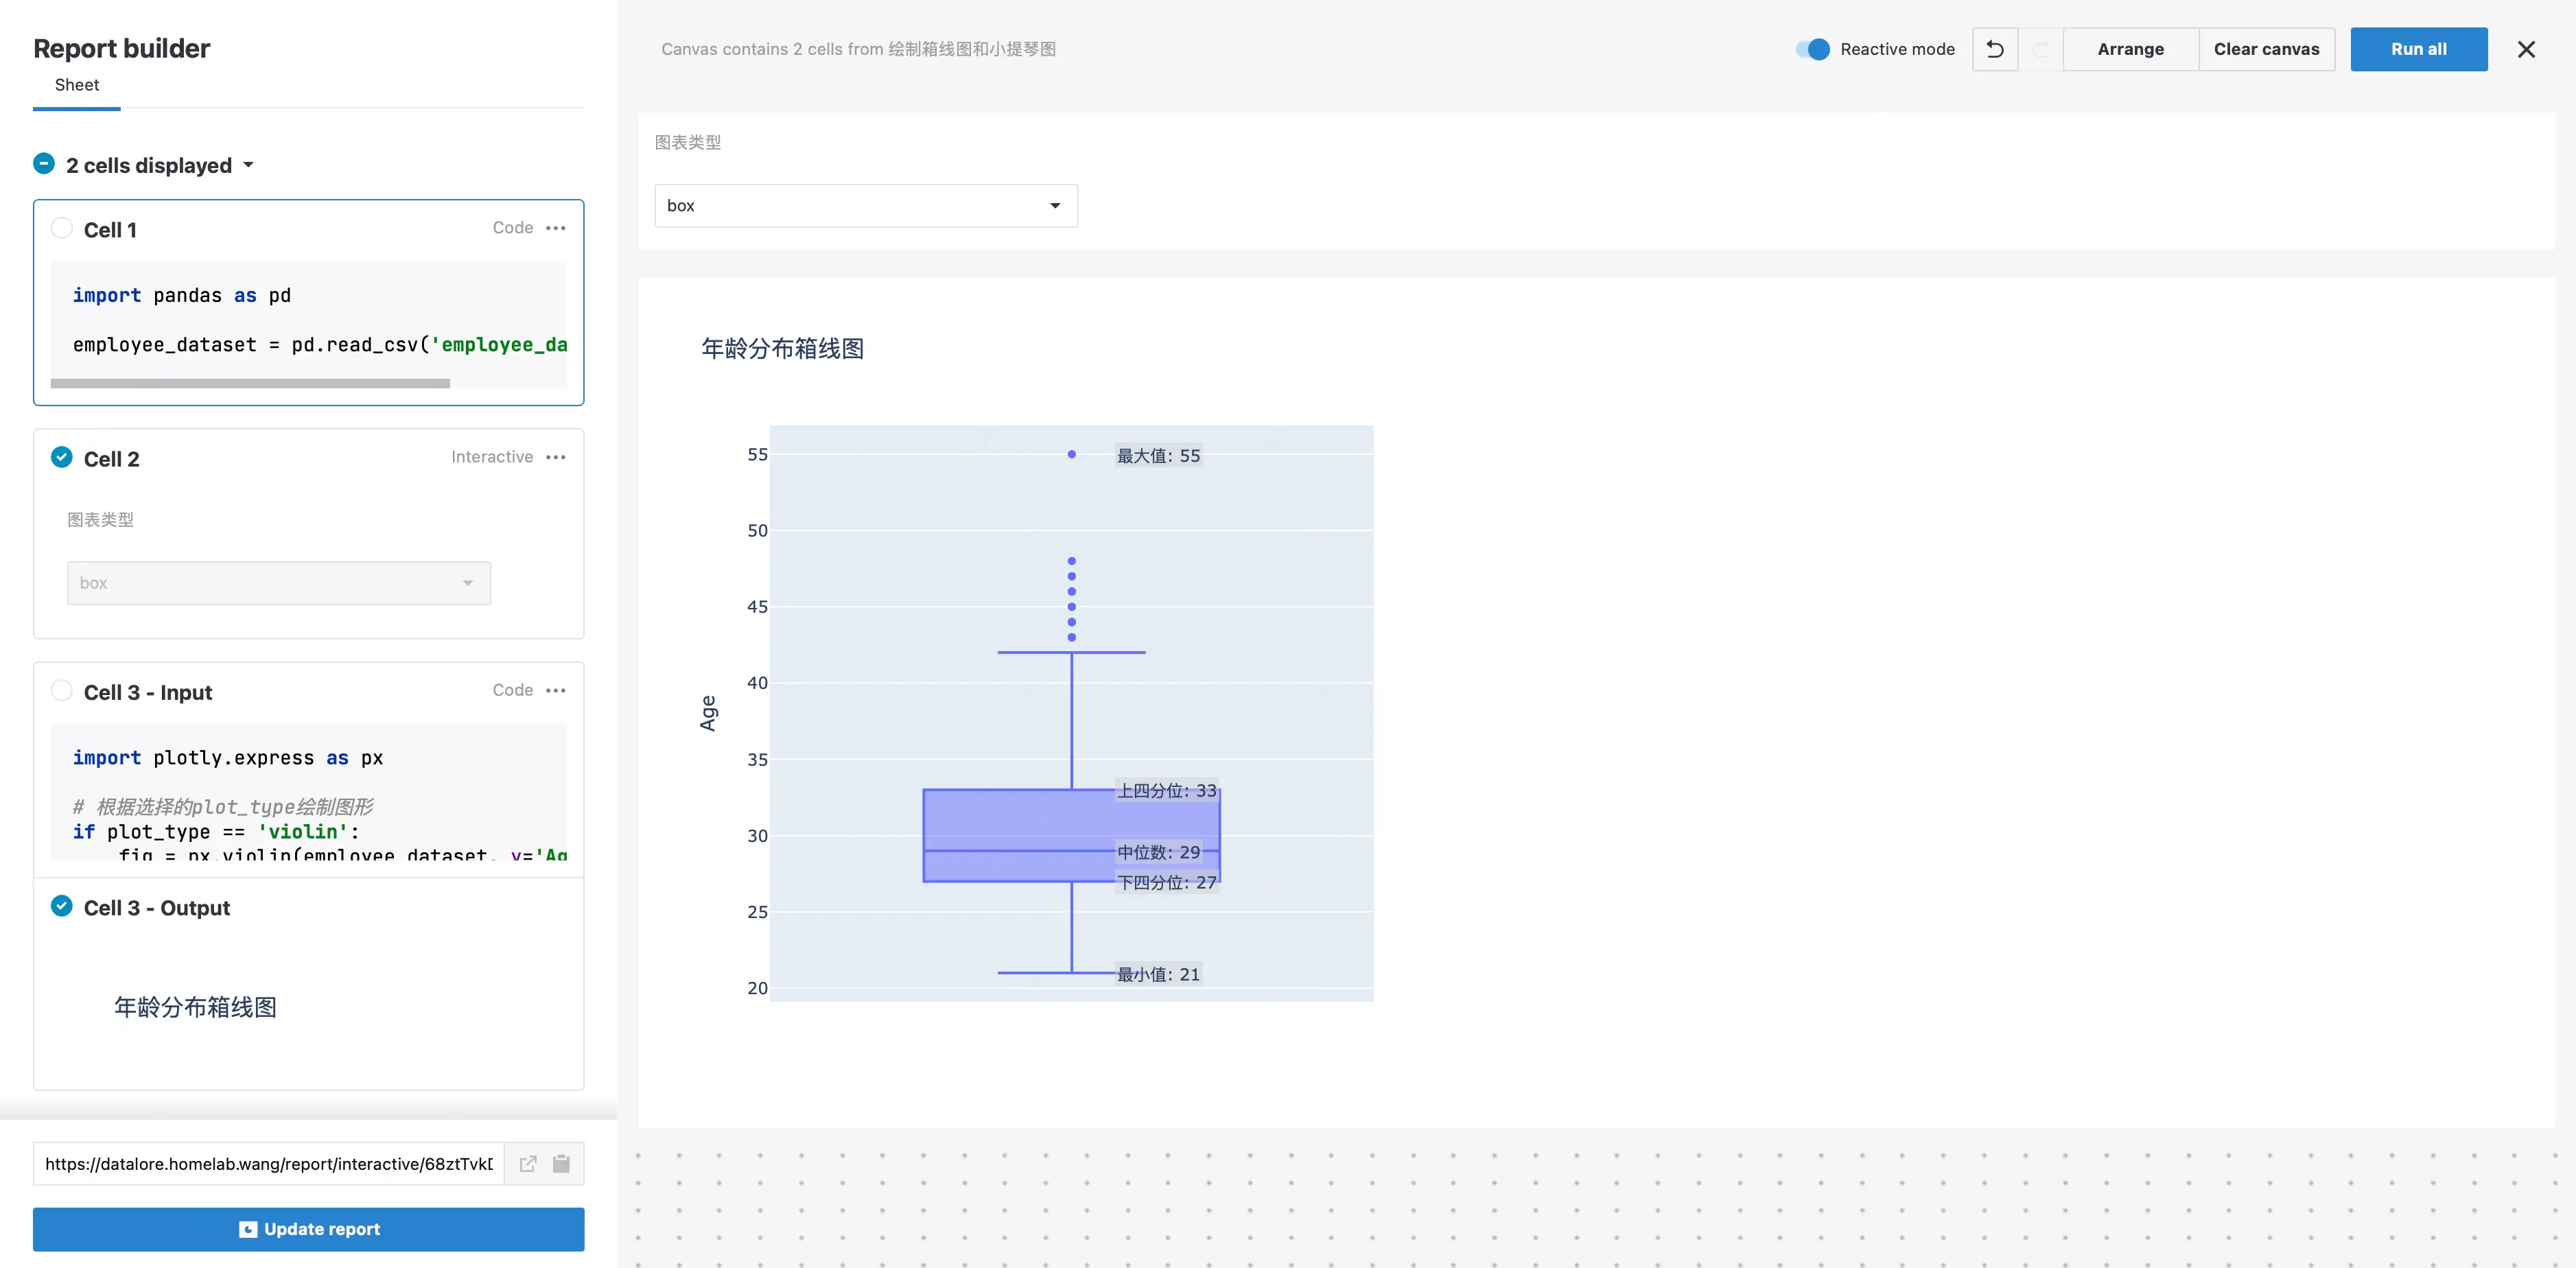 Report builder
Sheet
2 cells displayed
Cell 1
Code
import pandas as pd
employee_dataset = pd.read_csv('employee_da
Cell 2
Interactive
图表类型
box
Cell 3 - Input
Code
import plotly.express as px
# 根据选择的plot_type绘制图形
if plot_type == 'violin':
fig = px.violin(employee_dataset, y='Ag
Cell 3 - Output
年龄分布箱线图
https://datalore.homelab.wang/report/interactive/68ztTvk
Update report
Canvas contains 2 cells from 绘制箱线图和小提琴图
Reactive mode
Arrange
Clear canvas
Run all
图表类型
box
年龄分布箱线图
Age
55
50
45
40
35
30
25
20
最大值: 55
上四分位: 33
中位数: 29
下四分位: 27
最小值: 21